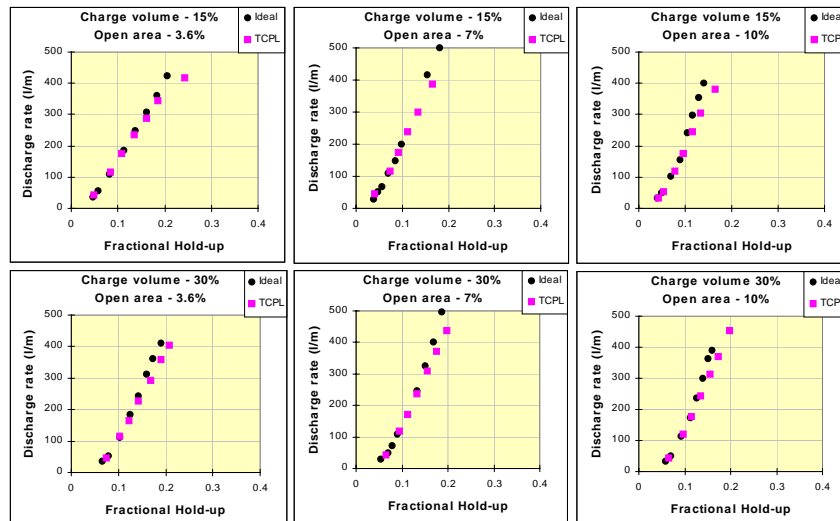 Charge volume - 15%
Open area - 3.6%
Ideal
TCPL
Discharge rate (l/m)
500
400
300
200
100
0
0 0.1 0.2 0.3 0.4
Fractional Hold-up
Charge volume - 15%
Open area - 7%
Ideal
TCPL
Discharge rate (l/m)
500
400
300
200
100
0
0 0.1 0.2 0.3 0.4
Fractional Hold-up
Charge volume 15%
Open area - 10%
Ideal
TCPL
Discharge rate (l/m)
500
400
300
200
100
0
0 0.1 0.2 0.3 0.4
Fractional Hold-up
Charge volume - 30%
Open area - 3.6%
Ideal
TCPL
Discharge rate (l/m)
500
400
300
200
100
0
0 0.1 0.2 0.3 0.4
Fractional Hold-up
Charge volume - 30%
Open area - 7%
Ideal
TCPL
Discharge rate (l/m)
500
400
300
200
100
0
0 0.1 0.2 0.3 0.4
Fractional Hold-up
Charge volume 30%
Open area - 10%
Ideal
TCPL
Discharge rate (l/m)
500
400
300
200
100
0
0 0.1 0.2 0.3 0.4
Fractional Hold-up